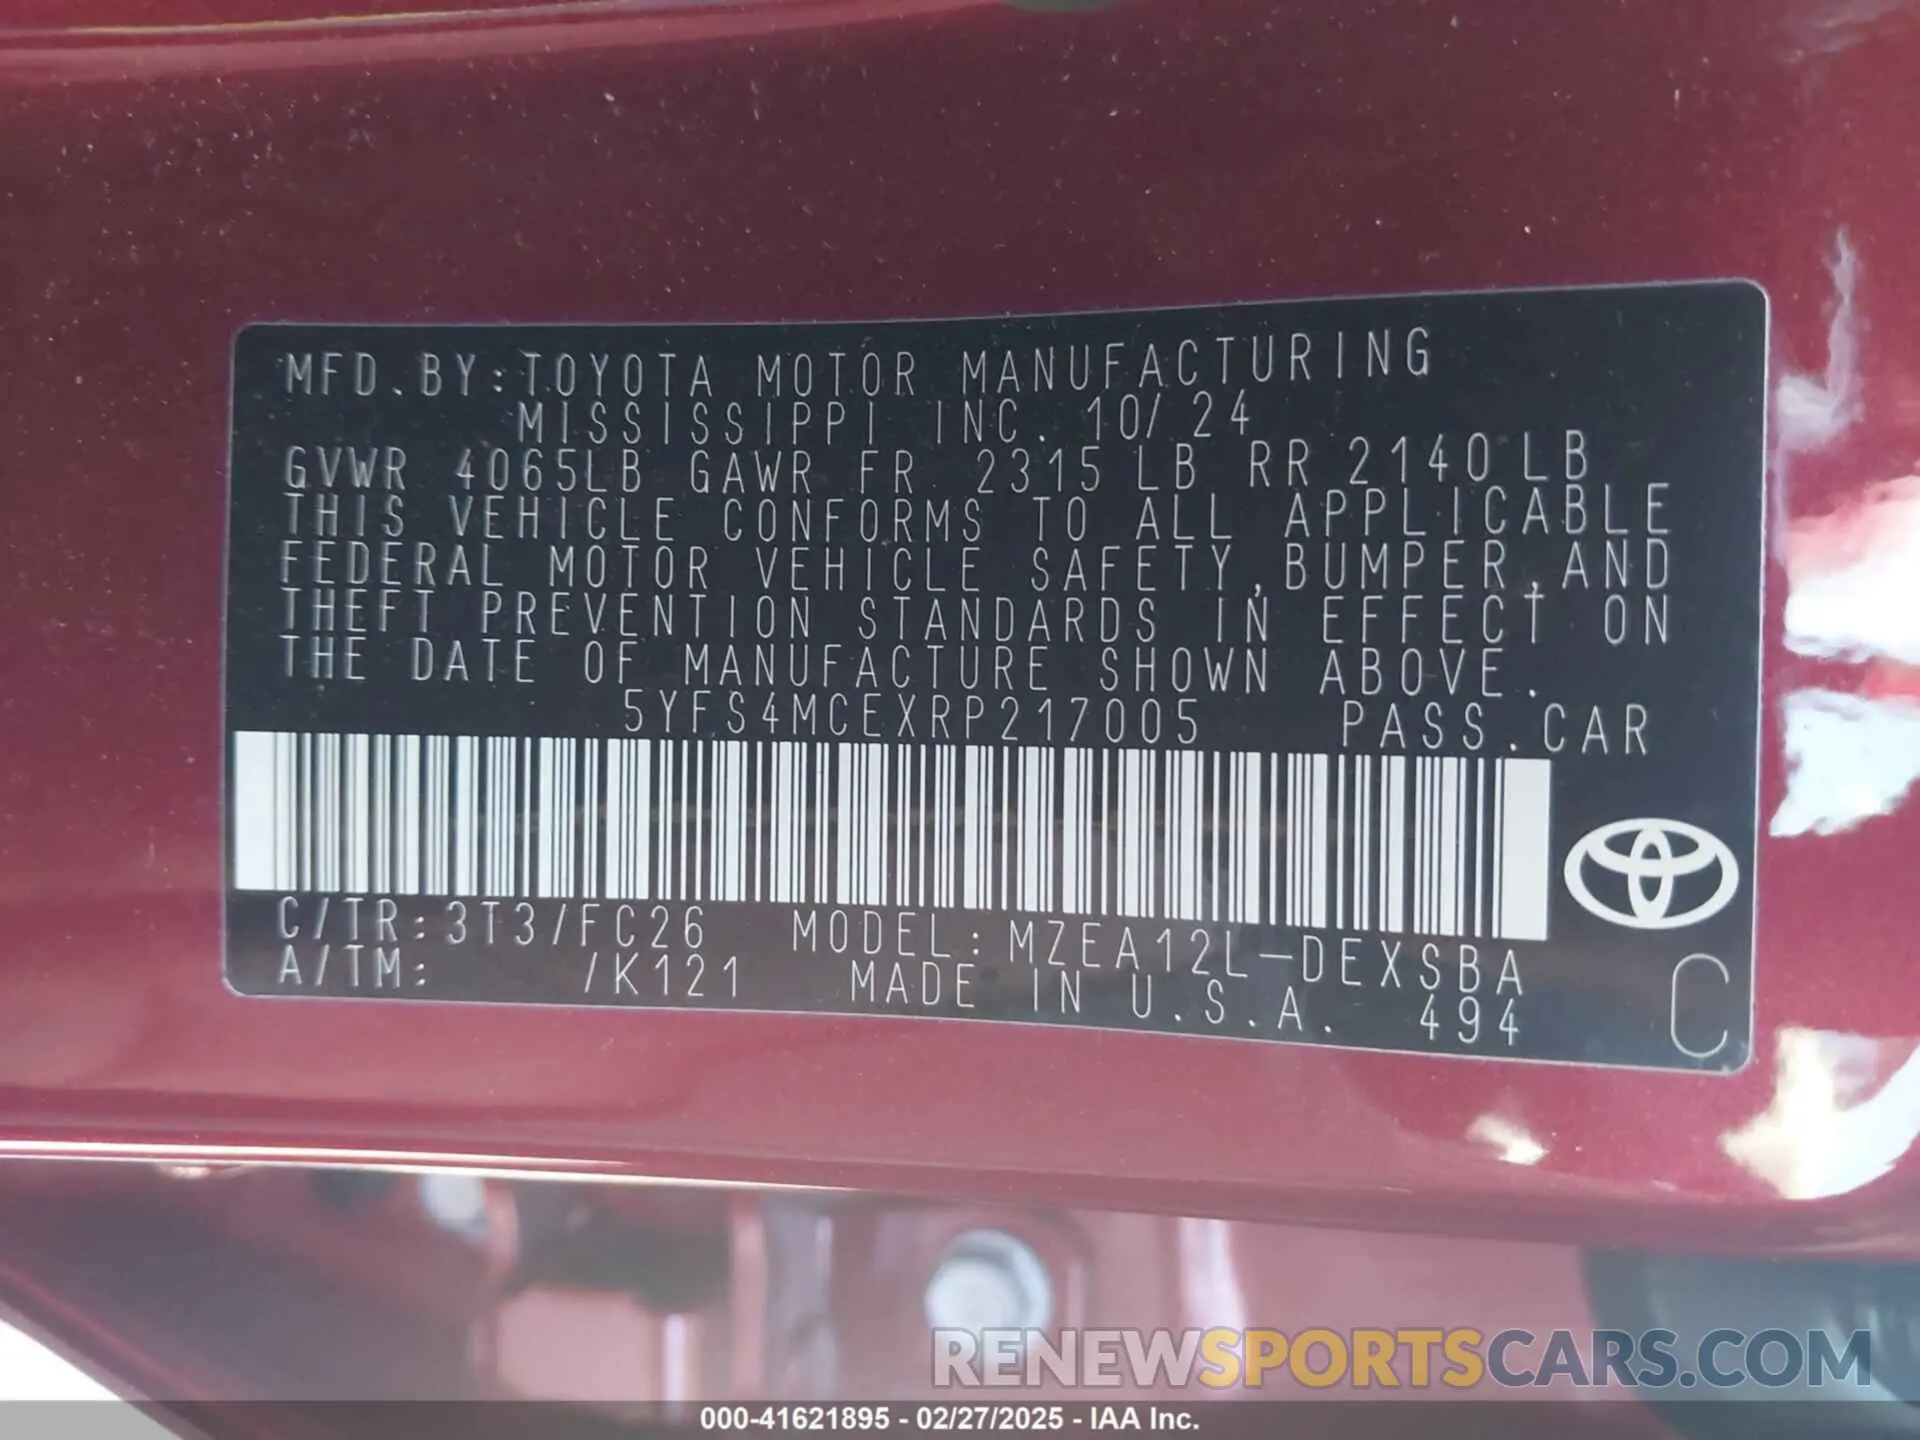 MFD.BY:TOYOTA MOTOR MANUFACTURING
MISSISSIPPI INC. 10/24
GVWR 4065LB GAWR FR 2315LB RR 2140LB
THIS VEHICLE CONFORMS TO ALL APPLICABLE
FEDERAL MOTOR VEHICLE SAFETY,BUMPER,AND
THEFT PREVENTION STANDARDS IN EFFECT ON
THE DATE OF MANUFACTURE SHOWN ABOVE.
5YFS4MCEXRP217005 PASS.CAR
C/TR:3T3/FC26 MODEL:MZEA12L-DEXSBA
A/TM: /K121 MADE IN U.S.A. 494
C
RENEWSPORTSCARS.COM
000-41621895 - 02/27/2025 - IAA Inc.